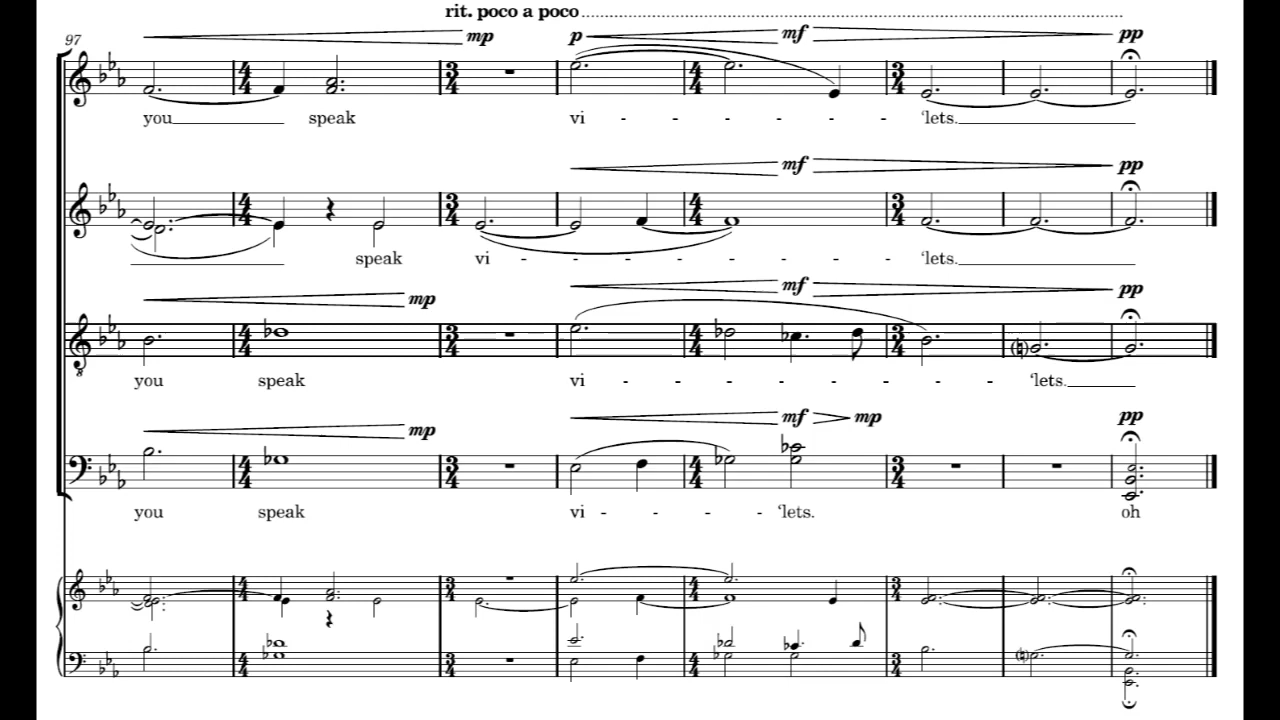 rit. poco a poco
97
mp p mf pp
you speak vi - - - - - - 'lets.
mf pp
speak vi - - - - - - - - 'lets.
mp mf pp
you speak vi - - - - - - - - 'lets.
mp mf mp pp
you speak vi - - - - 'lets. oh